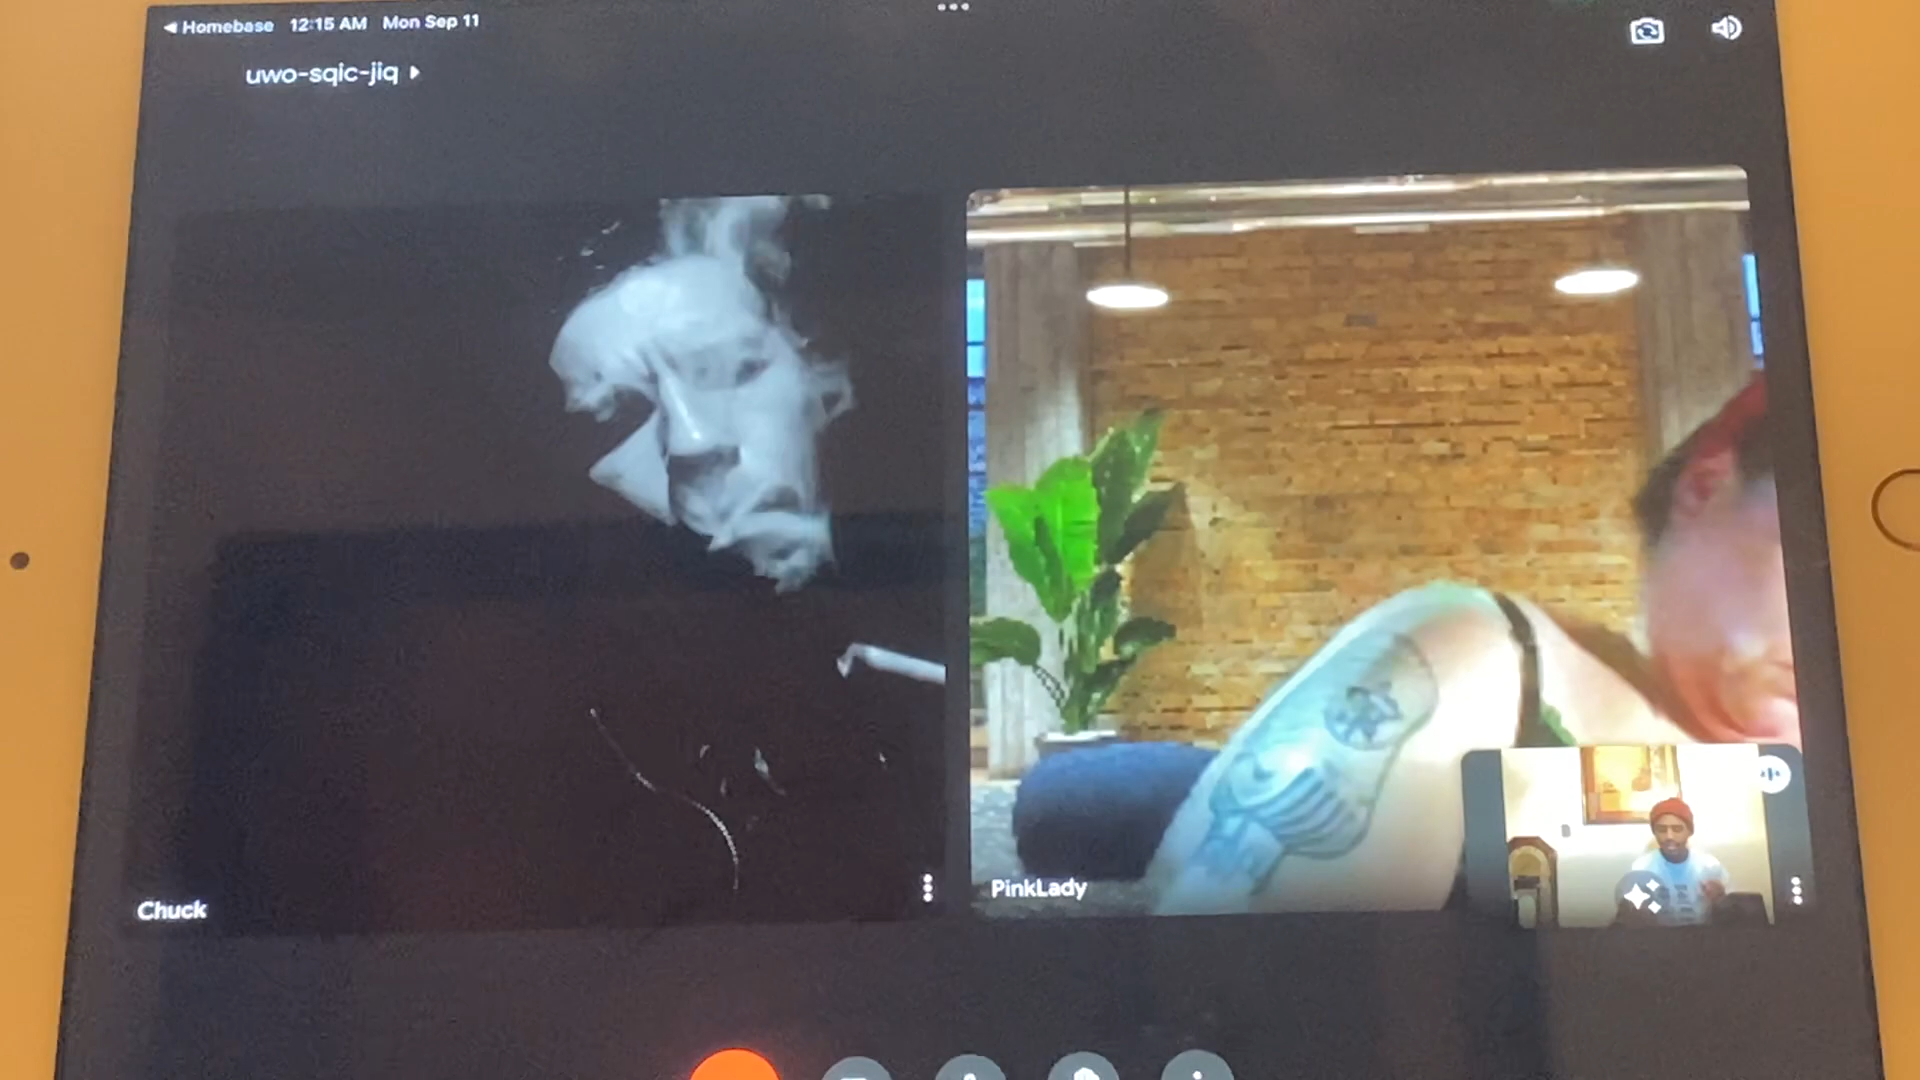 ◀ Homebase 12:15 AM Mon Sep 11
uwo-sqic-jiq
Chuck
PinkLady